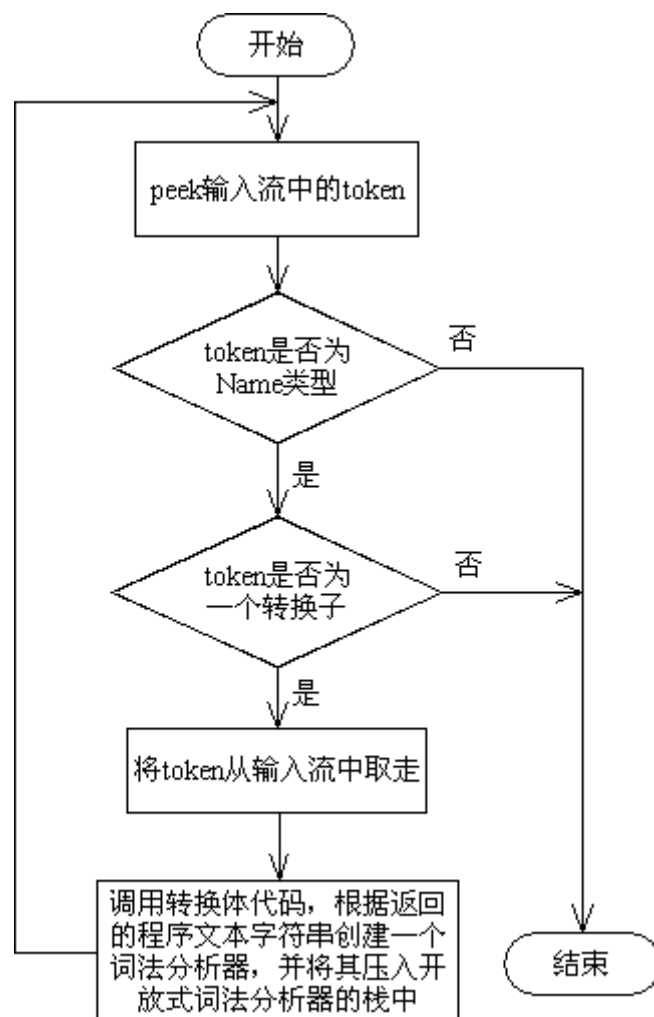 开始
peek输入流中的token
token是否为
Name类型
否
是
token是否为
一个转换子
否
是
将token从输入流中取走
调用转换体代码，根据返回
的程序文本字符串创建一个
词法分析器，并将其压入开
放式词法分析器的栈中
结束